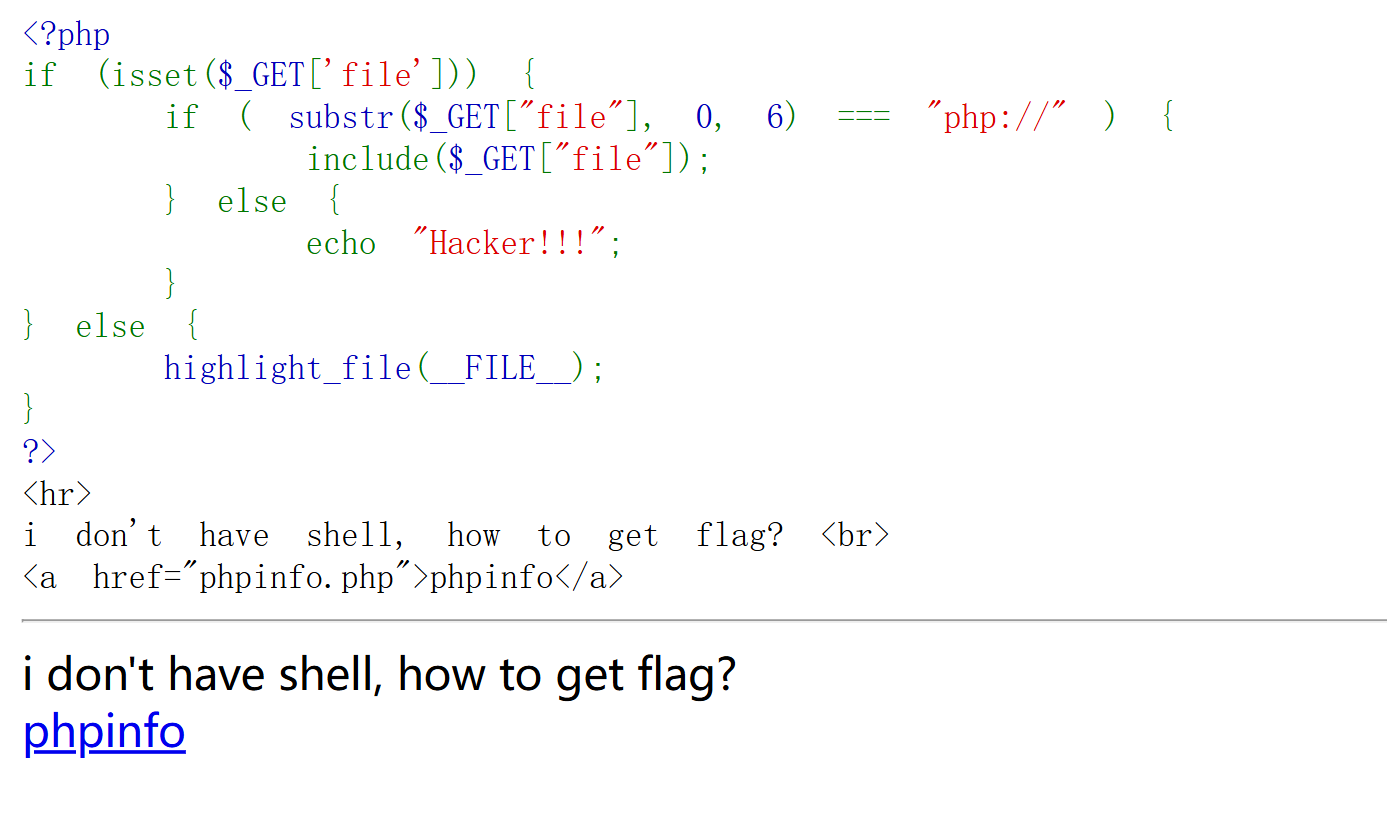 <?php
if (isset($_GET['file'])) {
if ( substr($_GET["file"], 0, 6) === "php://" ) {
include($_GET["file"]);
} else {
echo "Hacker!!!";
}
} else {
highlight_file(__FILE__);
}
?>
<hr>
i don't have shell, how to get flag? <br>
<a href="phpinfo.php">phpinfo</a>
i don't have shell, how to get flag?
phpinfo